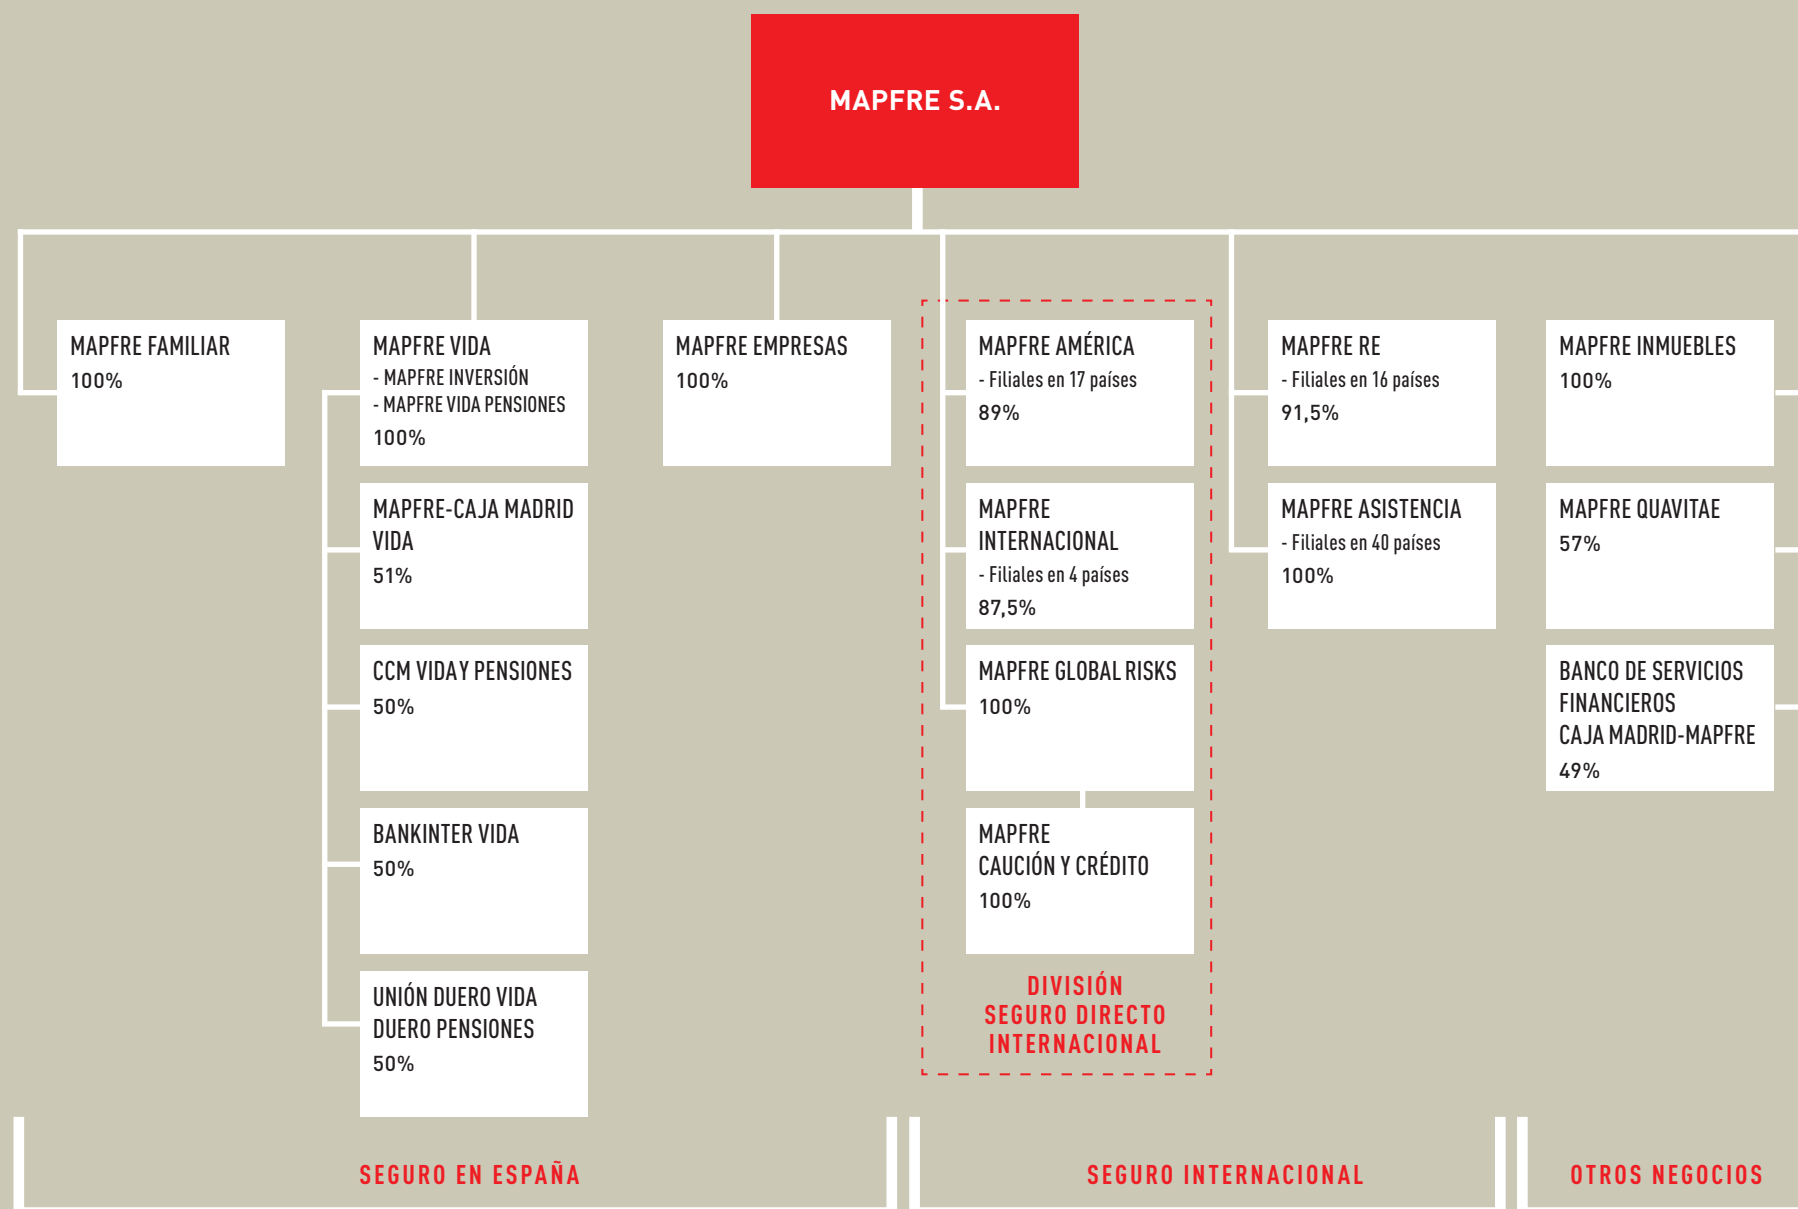 MAPFRE S.A.
MAPFRE FAMILIAR
100%
MAPFRE VIDA
- MAPFRE INVERSIÓN
- MAPFRE VIDA PENSIONES
100%
MAPFRE-CAJA MADRID
VIDA
51%
CCM VIDA Y PENSIONES
50%
BANKINTER VIDA
50%
UNIÓN DUERO VIDA
DUERO PENSIONES
50%
MAPFRE EMPRESAS
100%
MAPFRE AMÉRICA
- Filiales en 17 países
89%
MAPFRE
INTERNACIONAL
- Filiales en 4 países
87,5%
MAPFRE GLOBAL RISKS
100%
MAPFRE
CAUCIÓN Y CRÉDITO
100%
DIVISIÓN
SEGURO DIRECTO
INTERNACIONAL
MAPFRE RE
- Filiales en 16 países
91,5%
MAPFRE ASISTENCIA
- Filiales en 40 países
100%
MAPFRE INMUEBLES
100%
MAPFRE QUAVITAE
57%
BANCO DE SERVICIOS
FINANCIEROS
CAJA MADRID-MAPFRE
49%
SEGURO EN ESPAÑA
SEGURO INTERNACIONAL
OTROS NEGOCIOS